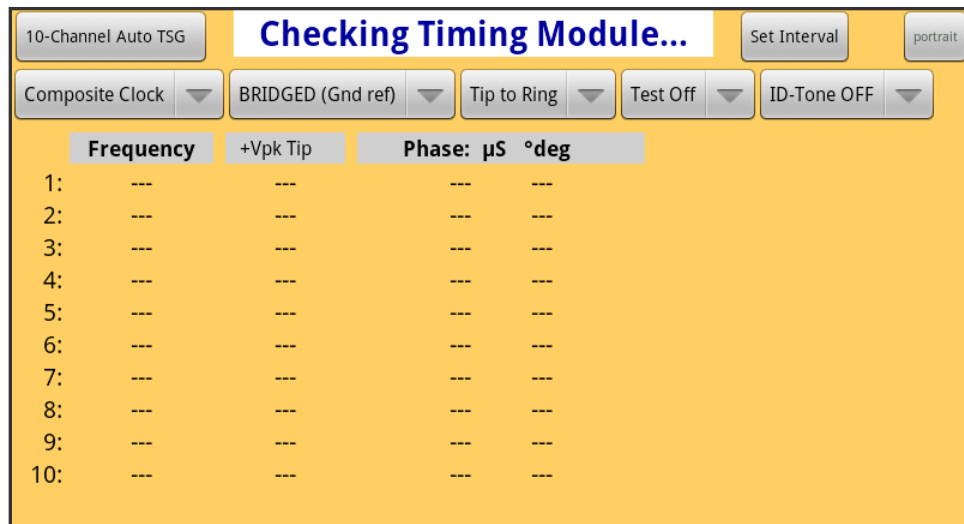 10-Channel Auto TSG Checking Timing Module... Set Interval portrait
Composite Clock BRIDGED (Gnd ref) Tip to Ring Test Off ID-Tone OFF
Frequency +Vpk Tip Phase: µS °deg
1: --- --- --- ---
2: --- --- --- ---
3: --- --- --- ---
4: --- --- --- ---
5: --- --- --- ---
6: --- --- --- ---
7: --- --- --- ---
8: --- --- --- ---
9: --- --- --- ---
10: --- --- --- ---